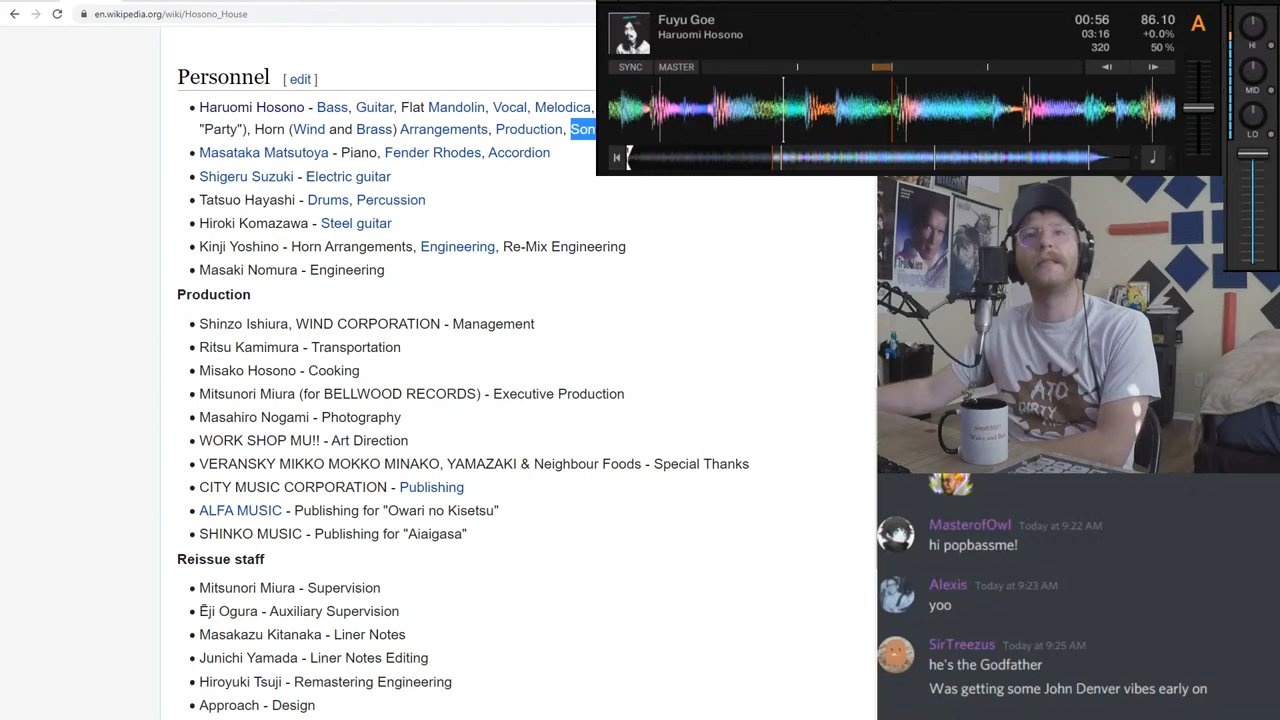 en.wikipedia.org/wiki/Hosono_House
Personnel [ edit ]
Haruomi Hosono - Bass, Guitar, Flat Mandolin, Vocal, Melodica,
"Party"), Horn (Wind and Brass) Arrangements, Production, Son
Masataka Matsutoya - Piano, Fender Rhodes, Accordion
Shigeru Suzuki - Electric guitar
Tatsuo Hayashi - Drums, Percussion
Hiroki Komazawa - Steel guitar
Kinji Yoshino - Horn Arrangements, Engineering, Re-Mix Engineering
Masaki Nomura - Engineering
Production
Shinzo Ishiura, WIND CORPORATION - Management
Ritsu Kamimura - Transportation
Misako Hosono - Cooking
Mitsunori Miura (for BELLWOOD RECORDS) - Executive Production
Masahiro Nogami - Photography
WORK SHOP MU!! - Art Direction
VERANSKY MIKKO MOKKO MINAKO, YAMAZAKI & Neighbour Foods - Special Thanks
CITY MUSIC CORPORATION - Publishing
ALFA MUSIC - Publishing for "Owari no Kisetsu"
SHINKO MUSIC - Publishing for "Aiaigasa"
Reissue staff
Mitsunori Miura - Supervision
Ēji Ogura - Auxiliary Supervision
Masakazu Kitanaka - Liner Notes
Junichi Yamada - Liner Notes Editing
Hiroyuki Tsuji - Remastering Engineering
Approach - Design
Fuyu Goe
Haruomi Hosono
00:56
03:16
320
86.10
+0.0%
50 %
A
SYNC MASTER
HI
MID
LO
MasterofOwl Today at 9:22 AM
hi popbassme!
Alexis Today at 9:23 AM
yoo
SirTreezus Today at 9:25 AM
he's the Godfather
Was getting some John Denver vibes early on